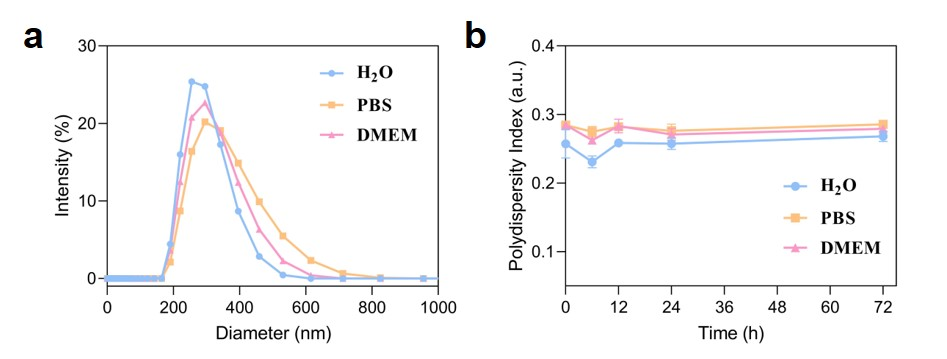 a
Intensity (%)
30
20
10
0
0 200 400 600 800 1000
Diameter (nm)
H₂O
PBS
DMEM
b
Polydispersity Index (a.u.)
0.4
0.3
0.2
0.1
0 12 24 36 48 60 72
Time (h)
H₂O
PBS
DMEM